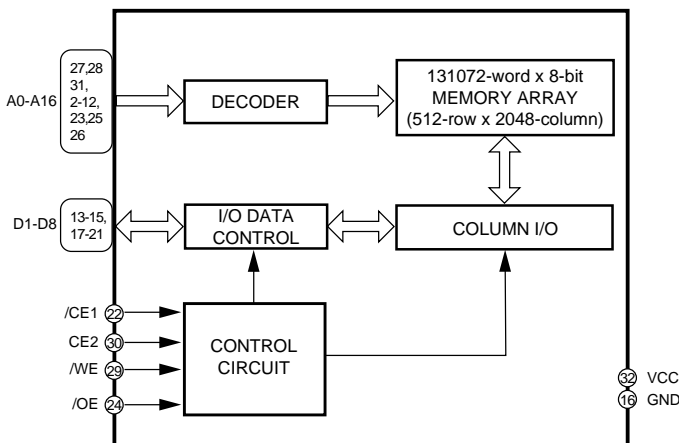 A0-A16
27,28
31,
2-12,
23,25
26
DECODER
131072-word x 8-bit
MEMORY ARRAY
(512-row x 2048-column)
D1-D8
13-15,
17-21
I/O DATA
CONTROL
COLUMN I/O
/CE1 22
CE2 30
/WE 29
/OE 24
CONTROL
CIRCUIT
32 VCC
16 GND